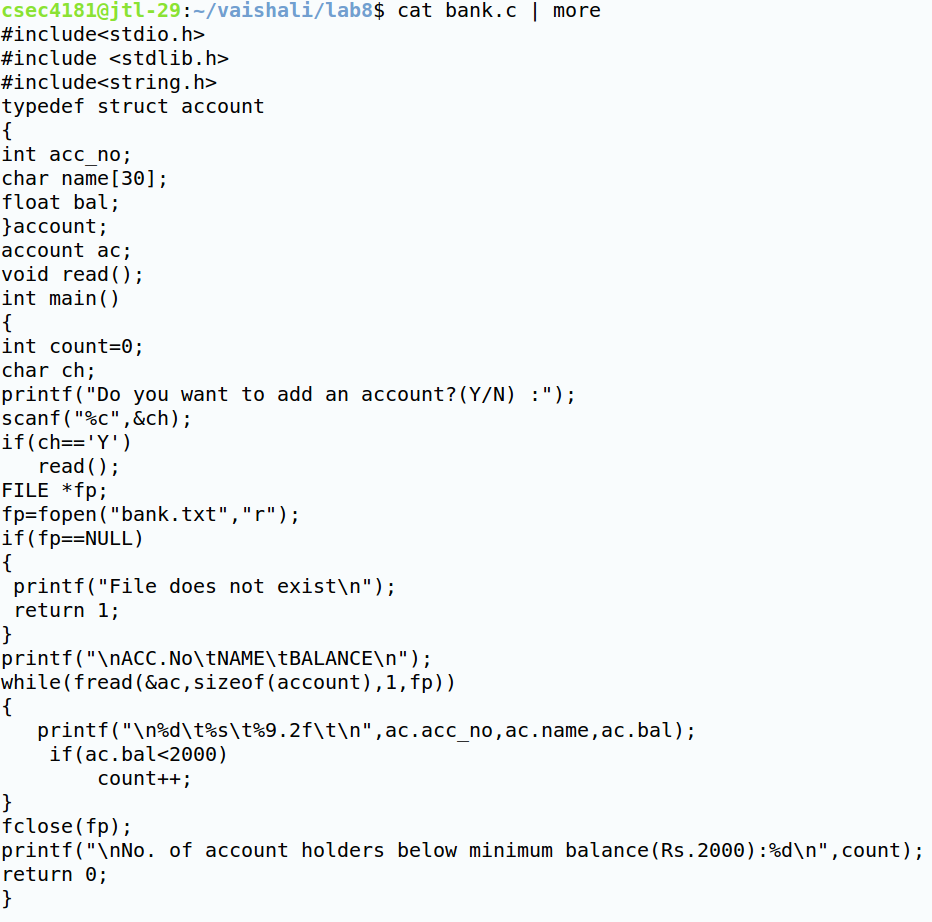 csec4181@jtl-29:~/vaishali/lab8$ cat bank.c | more
#include<stdio.h>
#include <stdlib.h>
#include<string.h>
typedef struct account
{
int acc_no;
char name[30];
float bal;
}account;
account ac;
void read();
int main()
{
int count=0;
char ch;
printf("Do you want to add an account?(Y/N) :");
scanf("%c",&ch);
if(ch=='Y')
   read();
FILE *fp;
fp=fopen("bank.txt","r");
if(fp==NULL)
{
 printf("File does not exist\n");
 return 1;
}
printf("\nACC.No\tNAME\tBALANCE\n");
while(fread(&ac,sizeof(account),1,fp))
{
   printf("\n%d\t%s\t%9.2f\t\n",ac.acc_no,ac.name,ac.bal);
    if(ac.bal<2000)
        count++;
}
fclose(fp);
printf("\nNo. of account holders below minimum balance(Rs.2000):%d\n",count);
return 0;
}